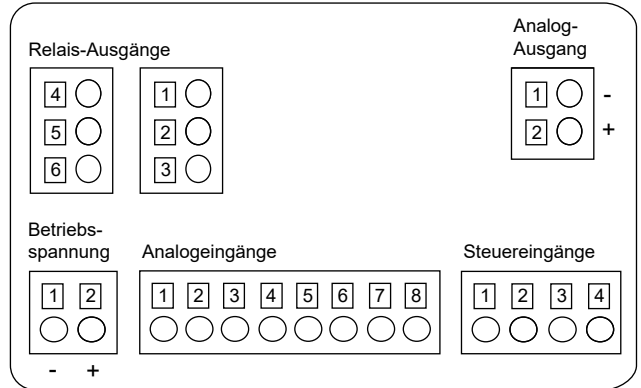 Relais-Ausgänge
Analog-
Ausgang
4
1
1 -
5
2
2 +
6
3
Betriebs-
spannung
Analogeingänge
Steuereingänge
1 2
1 2 3 4 5 6 7 8
1 2 3 4
- +